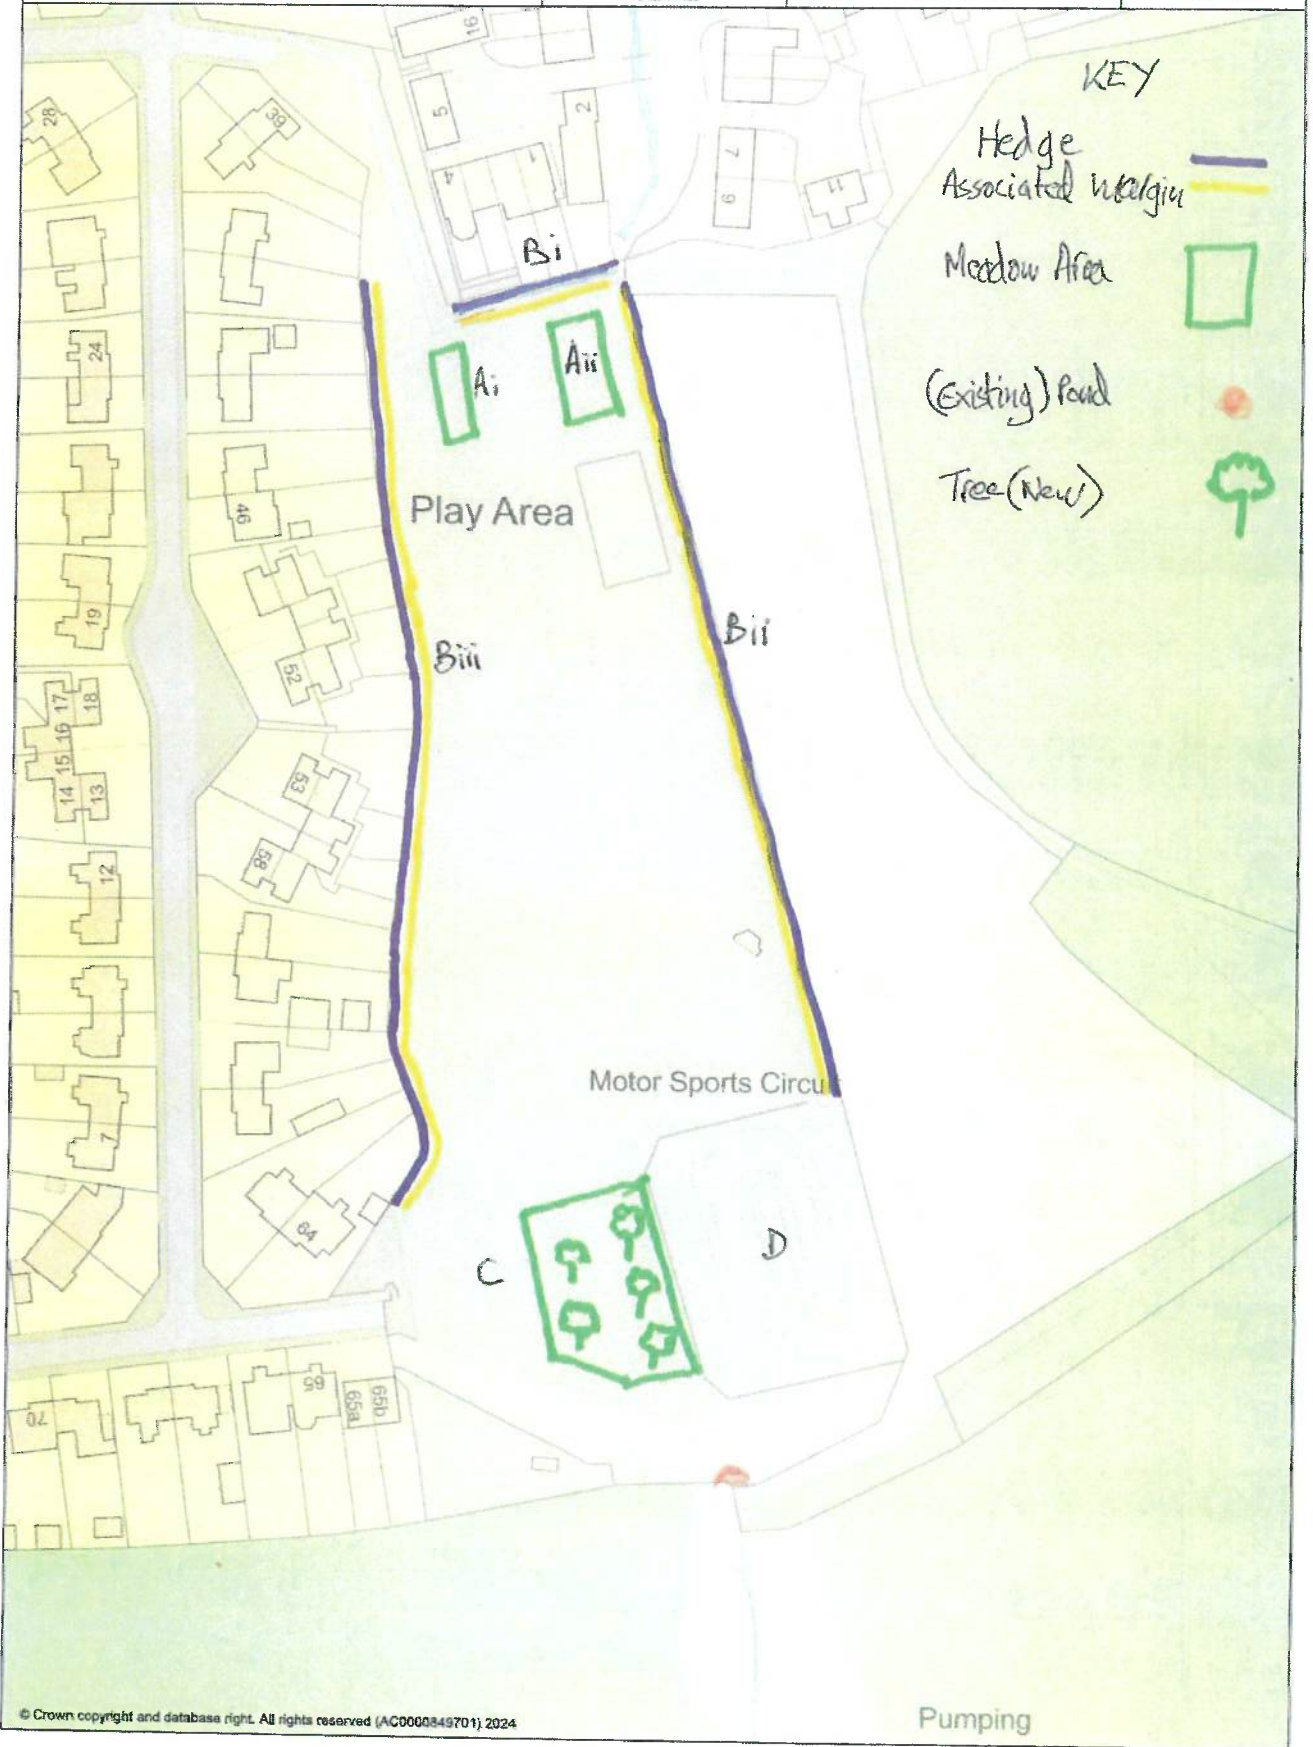 KEY
Hedge
Associated Margin
Meadow Area
(Existing) Pond
Tree (New)
16
5
2
4
1
7
6
11
28
39
Bi
24
Ai
Aii
46
Play Area
19
52
Biii
Bii
17
18
16
15
14
13
53
58
12
Motor Sports Circu
7
64
C
D
65
65a
65b
70
© Crown copyright and database right. All rights reserved (AC0000849701) 2024
Pumping